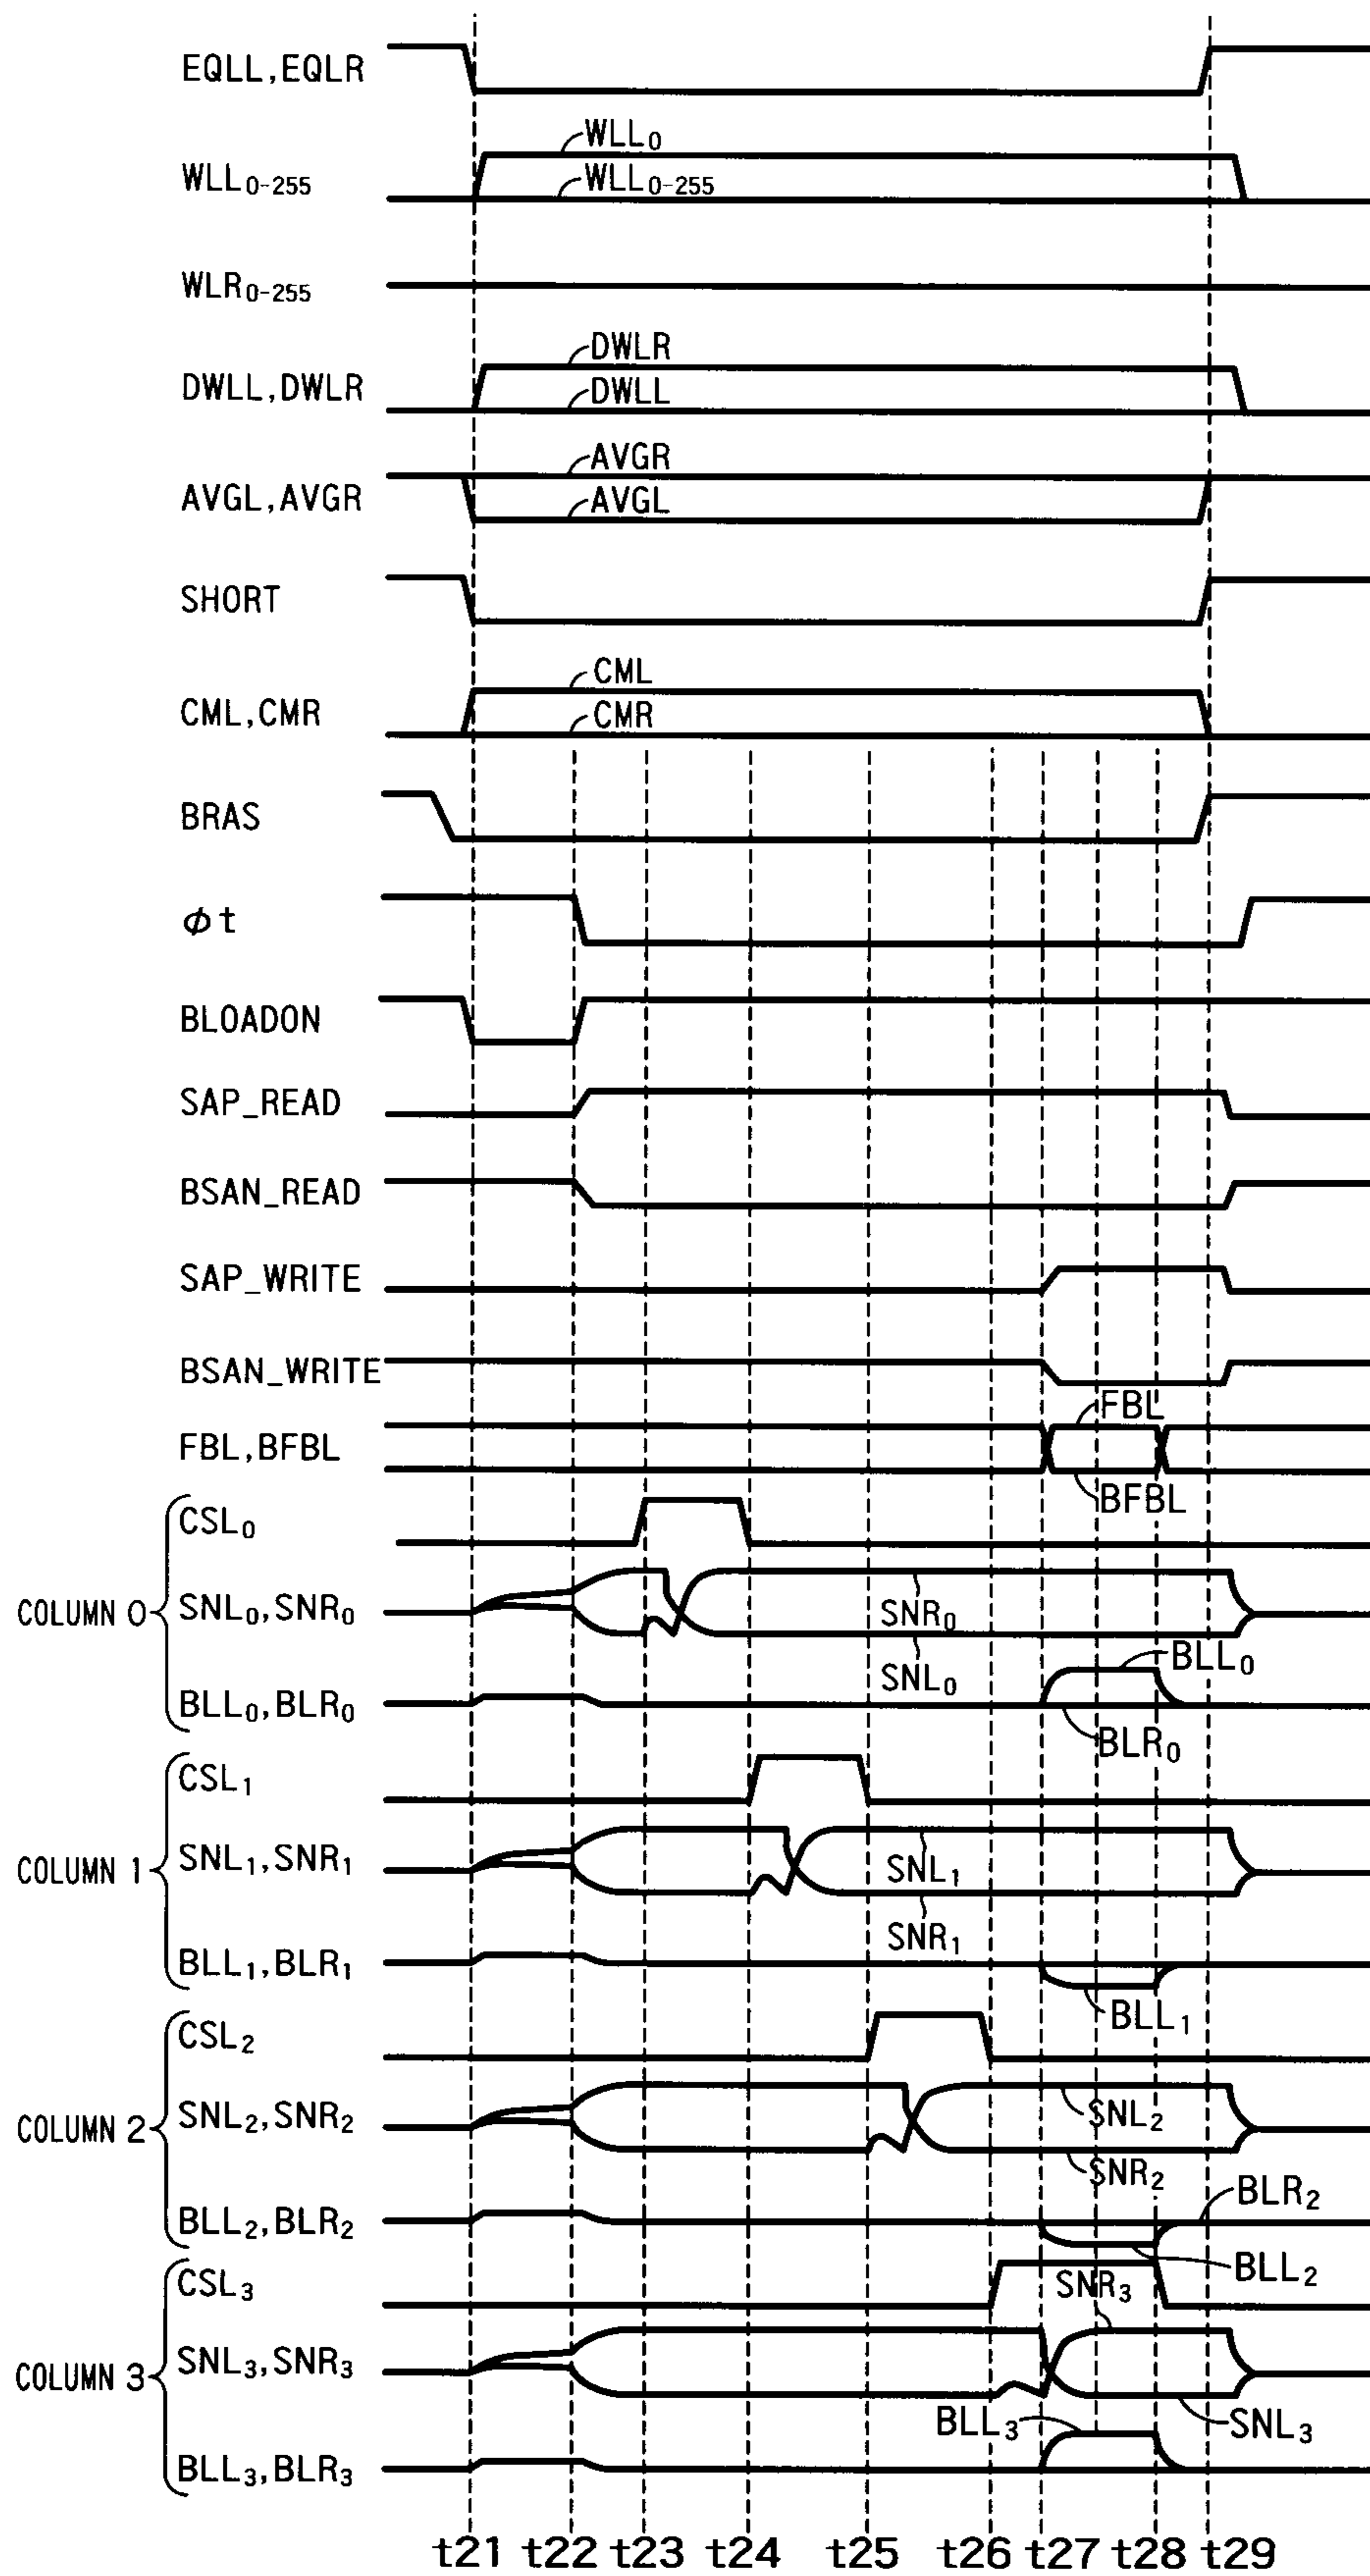 EQLL, EQLR
WLL0
WLL0-255
WLL0-255
WLR0-255
DWLR
DWLL, DWLR
DWLL
AVGR
AVGL, AVGR
AVGL
SHORT
CML
CML, CMR
CMR
BRAS
φt
BLOADON
SAP_READ
BSAN_READ
SAP_WRITE
BSAN_WRITE
FBL
FBL, BFBL
BFBL
CSL0
COLUMN 0
SNL0, SNR0
SNR0
SNL0
BLL0
BLL0, BLR0
BLR0
CSL1
COLUMN 1
SNL1, SNR1
SNL1
SNR1
BLL1, BLR1
BLL1
CSL2
COLUMN 2
SNL2, SNR2
SNL2
SNR2
BLR2
BLL2, BLR2
BLL2
CSL3
SNR3
COLUMN 3
SNL3, SNR3
BLL3
SNL3
BLL3, BLR3
t21 t22 t23 t24 t25 t26 t27 t28 t29